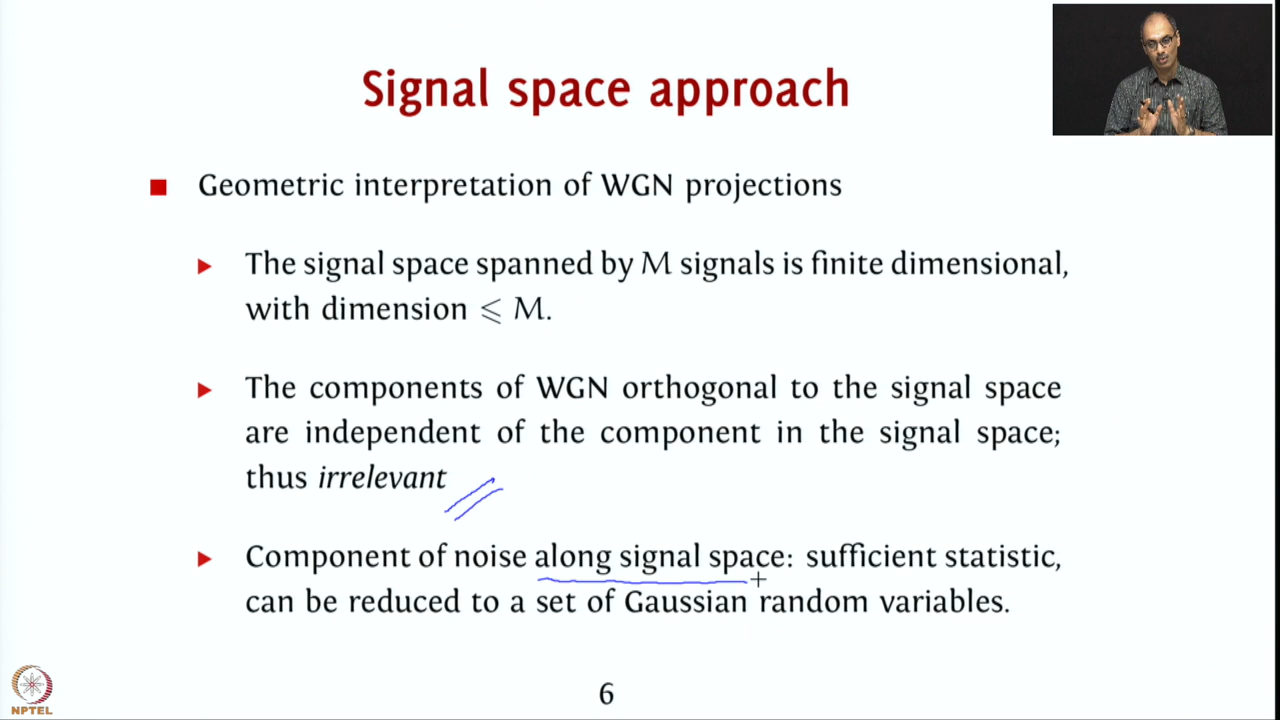 Signal space approach
Geometric interpretation of WGN projections
The signal space spanned by M signals is finite dimensional,
with dimension ⩽ M.
The components of WGN orthogonal to the signal space
are independent of the component in the signal space;
thus irrelevant
Component of noise along signal space: sufficient statistic,
can be reduced to a set of Gaussian random variables.
6
NPTEL